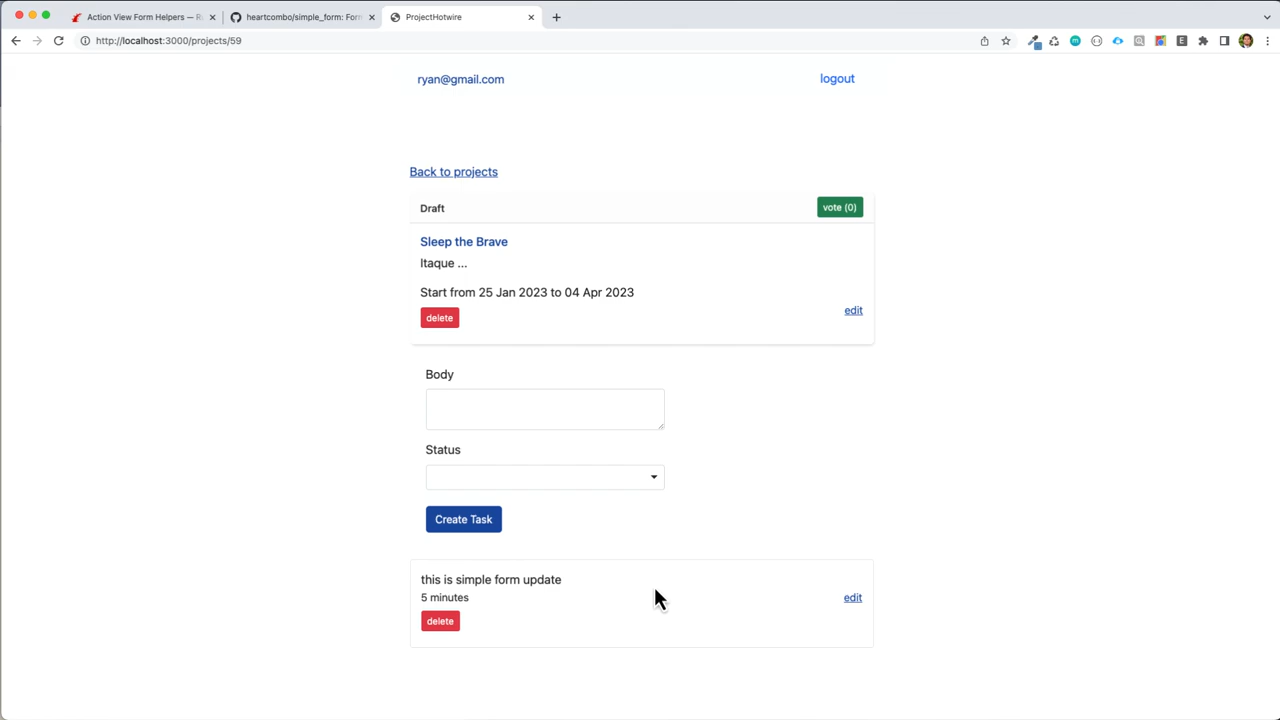 Action View Form Helpers — R
heartcombo/simple_form: Form
ProjectHotwire
http://localhost:3000/projects/59
ryan@gmail.com
logout
Back to projects
Draft
vote (0)
Sleep the Brave
Itaque ...
Start from 25 Jan 2023 to 04 Apr 2023
delete
edit
Body
Status
Create Task
this is simple form update
5 minutes
edit
delete